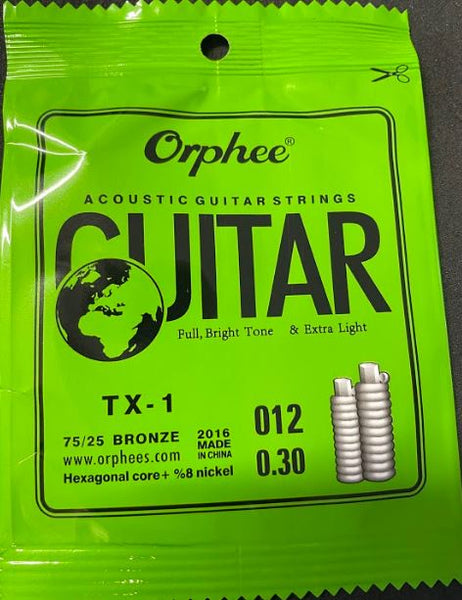 Orphee®
ACOUSTIC GUITAR STRINGS
GUITAR
Full, Bright Tone & Extra Light
TX-1
75/25 BRONZE
www.orphees.com
Hexagonal core+ %8 nickel
2016
MADE
IN CHINA
012
0.30